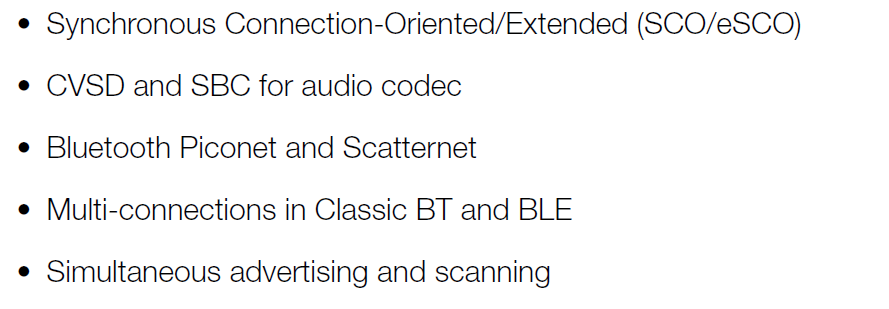 • Synchronous Connection-Oriented/Extended (SCO/eSCO)
• CVSD and SBC for audio codec
• Bluetooth Piconet and Scatternet
• Multi-connections in Classic BT and BLE
• Simultaneous advertising and scanning